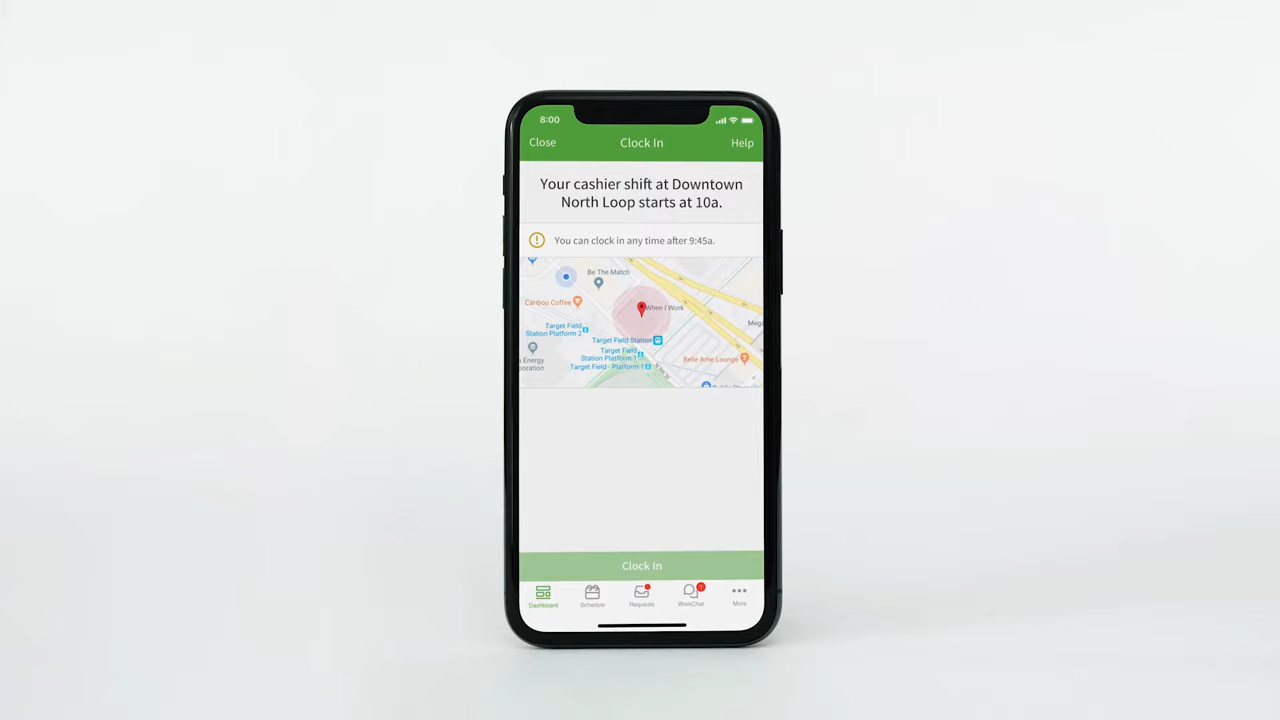 8:00
Close
Clock In
Help
Your cashier shift at Downtown
North Loop starts at 10a.
You can clock in any time after 9:45a.
Be The Match
Caribou Coffee
When I Work
Target Field
Station Platform 2
Mega
Target Field Station
Target Field
Station Platform 1
a Energy
rporation
Belle Ame Lounge
Target Field - Platform 1
Clock In
Dashboard
Schedule
Requests
WorkChat
More